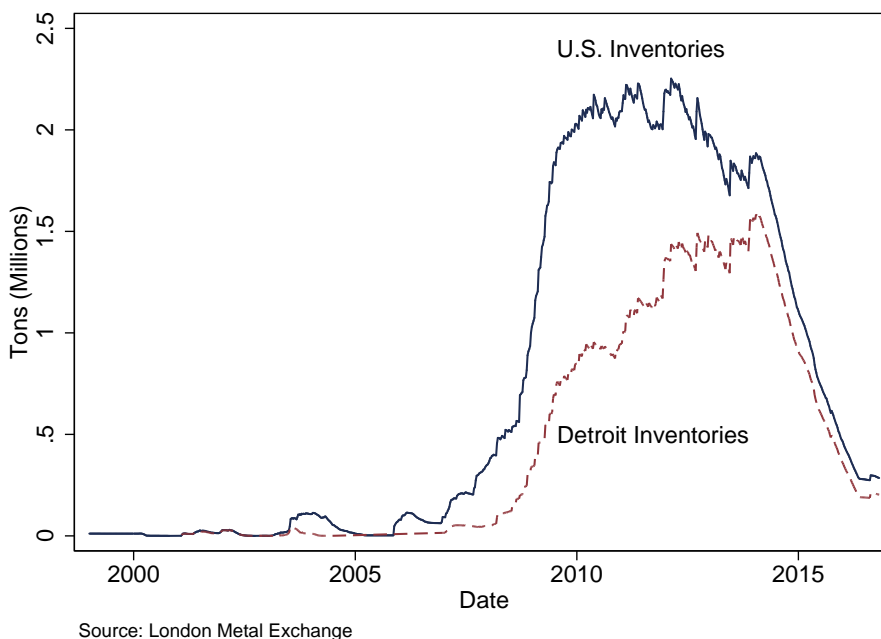 2.5
U.S. Inventories
2
1.5
Tons (Millions)
1
.5
Detroit Inventories
0
2000 2005 2010 2015
Date
Source: London Metal Exchange